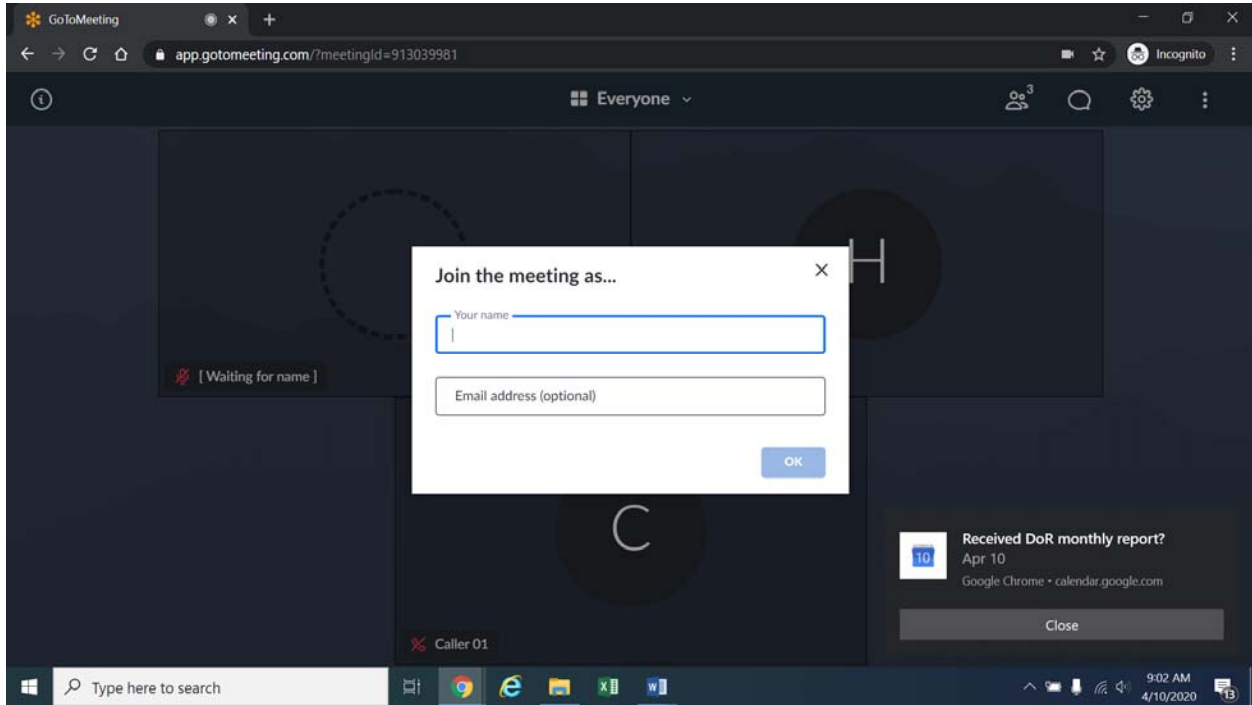 GoToMeeting
app.gotomeeting.com/?meetingId=913039981
Incognito
Everyone
3
H
Join the meeting as...
Your name
[ Waiting for name ]
Email address (optional)
OK
C
Received DoR monthly report?
10
Apr 10
Google Chrome • calendar.google.com
Close
Caller 01
Type here to search
9:02 AM
4/10/2020
13